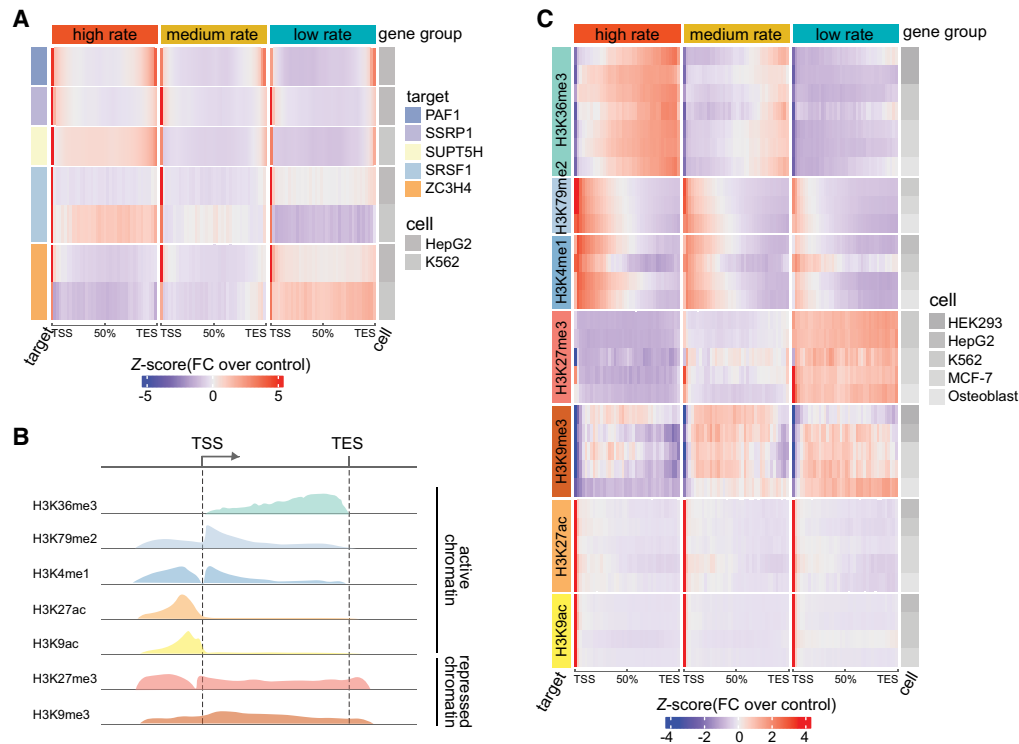 A
high rate medium rate low rate gene group
target
PAF1
SSRP1
SUPT5H
SRSF1
ZC3H4
cell
HepG2
K562
TSS 50% TES TSS 50% TES TSS 50% TES
target
cell
Z-score(FC over control)
-5 0 5
B
TSS TES
H3K36me3
H3K79me2
H3K4me1
H3K27ac
H3K9ac
H3K27me3
H3K9me3
active
chromatin
repressed
chromatin
C
high rate medium rate low rate gene group
H3K36me3
H3K79me2
H3K4me1
H3K27me3
H3K9me3
H3K27ac
H3K9ac
cell
HEK293
HepG2
K562
MCF-7
Osteoblast
TSS 50% TES TSS 50% TES TSS 50% TES
target
cell
Z-score(FC over control)
-4 -2 0 2 4